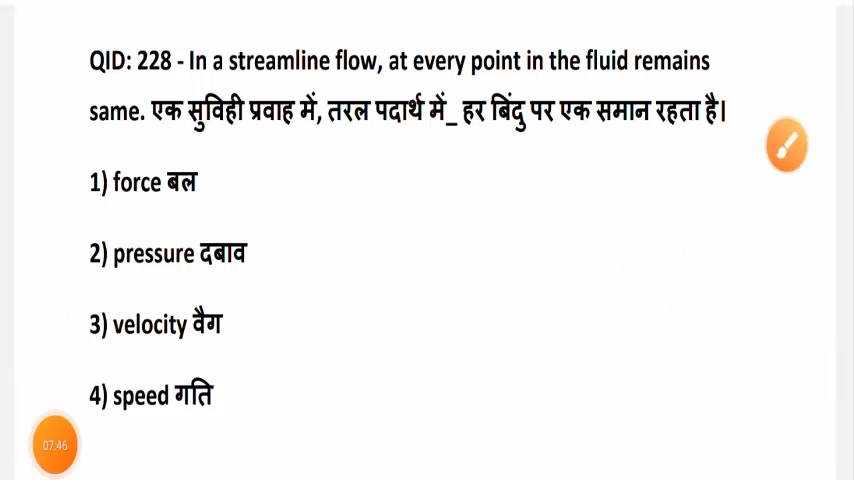 QID: 228 - In a streamline flow, at every point in the fluid remains
same. एक सुविही प्रवाह में, तरल पदार्थ में_ हर बिंदु पर एक समान रहता है।
1) force बल
2) pressure दबाव
3) velocity वैग
4) speed गति
07:46